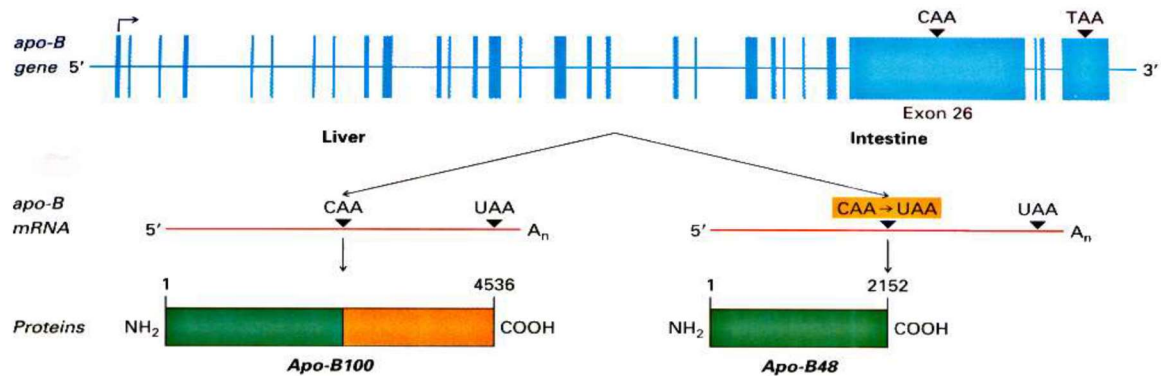 CAA TAA
apo-B
gene 5′ 3′
Exon 26
Liver Intestine
apo-B
mRNA
CAA UAA
5′ An
CAA → UAA UAA
5′ An
1 4536
1 2152
Proteins
NH2 COOH
Apo-B100
NH2 COOH
Apo-B48